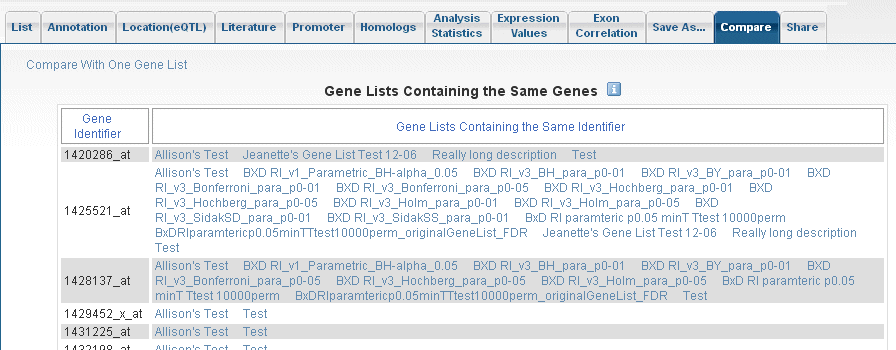 List
Annotation
Location(eQTL)
Literature
Promoter
Homologs
Analysis
Statistics
Expression
Values
Exon
Correlation
Save As...
Compare
Share
Compare With One Gene List
Gene Lists Containing the Same Genes i
Gene
Identifier
Gene Lists Containing the Same Identifier
1420286_at
Allison's Test Jeanette's Gene List Test 12-06 Really long description Test
1425521_at
Allison's Test BXD RI_v1_Parametric_BH-alpha_0.05 BXD RI_v3_BH_para_p0-01 BXD RI_v3_BY_para_p0-01 BXD
RI_v3_Bonferroni_para_p0-01 BXD RI_v3_Bonferroni_para_p0-05 BXD RI_v3_Hochberg_para_p0-01 BXD
RI_v3_Hochberg_para_p0-05 BXD RI_v3_Holm_para_p0-01 BXD RI_v3_Holm_para_p0-05 BXD
RI_v3_SidakSD_para_p0-01 BXD RI_v3_SidakSS_para_p0-01 BxD RI paramteric p0.05 minT Ttest 10000perm
BxDRIparamtericp0.05minTTtest10000perm_originalGeneList_FDR Jeanette's Gene List Test 12-06 Really long description
Test
1428137_at
Allison's Test BXD RI_v1_Parametric_BH-alpha_0.05 BXD RI_v3_BH_para_p0-01 BXD RI_v3_BY_para_p0-01 BXD
RI_v3_Bonferroni_para_p0-05 BXD RI_v3_Hochberg_para_p0-05 BXD RI_v3_Holm_para_p0-05 BxD RI paramteric p0.05
minT Ttest 10000perm BxDRIparamtericp0.05minTTtest10000perm_originalGeneList_FDR Test
1429452_x_at
Allison's Test Test
1431225_at
Allison's Test Test